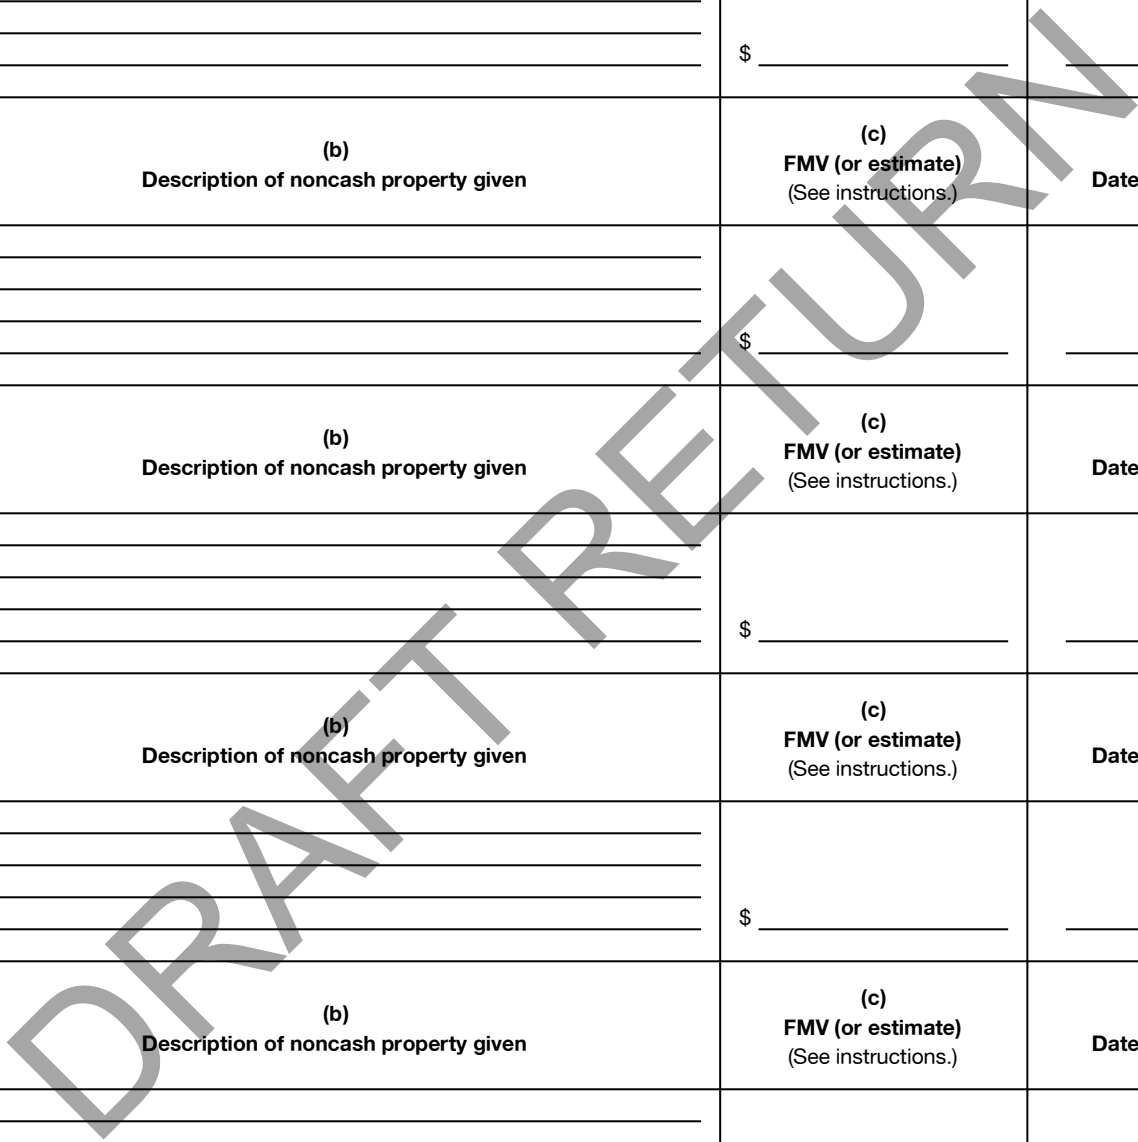 $
(b)
Description of noncash property given
(c)
FMV (or estimate)
(See instructions.)
Date
$
(b)
Description of noncash property given
(c)
FMV (or estimate)
(See instructions.)
Date
$
(b)
Description of noncash property given
(c)
FMV (or estimate)
(See instructions.)
Date
$
(b)
Description of noncash property given
(c)
FMV (or estimate)
(See instructions.)
Date
DRAFT RETURN